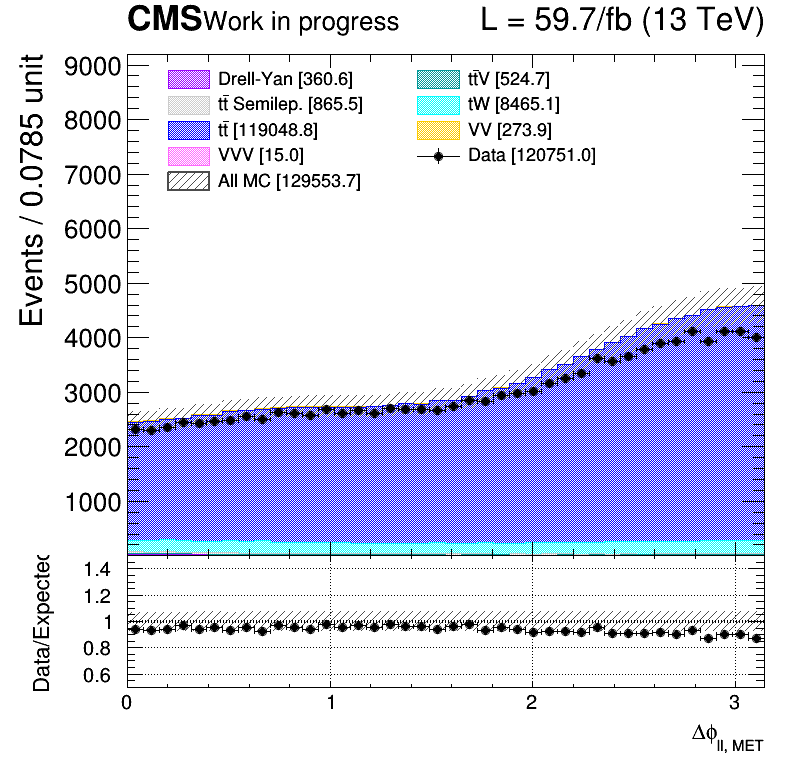 CMS Work in progress L = 59.7/fb (13 TeV)
Events / 0.0785 unit
9000
8000
7000
6000
5000
4000
3000
2000
1000
Drell-Yan [360.6]
tt̄ Semilep. [865.5]
tt̄ [119048.8]
VVV [15.0]
All MC [129553.7]
tt̄V [524.7]
tW [8465.1]
VV [273.9]
Data [120751.0]
Data/Expected
1.4
1.2
1
0.8
0.6
0 1 2 3
Δϕll, MET